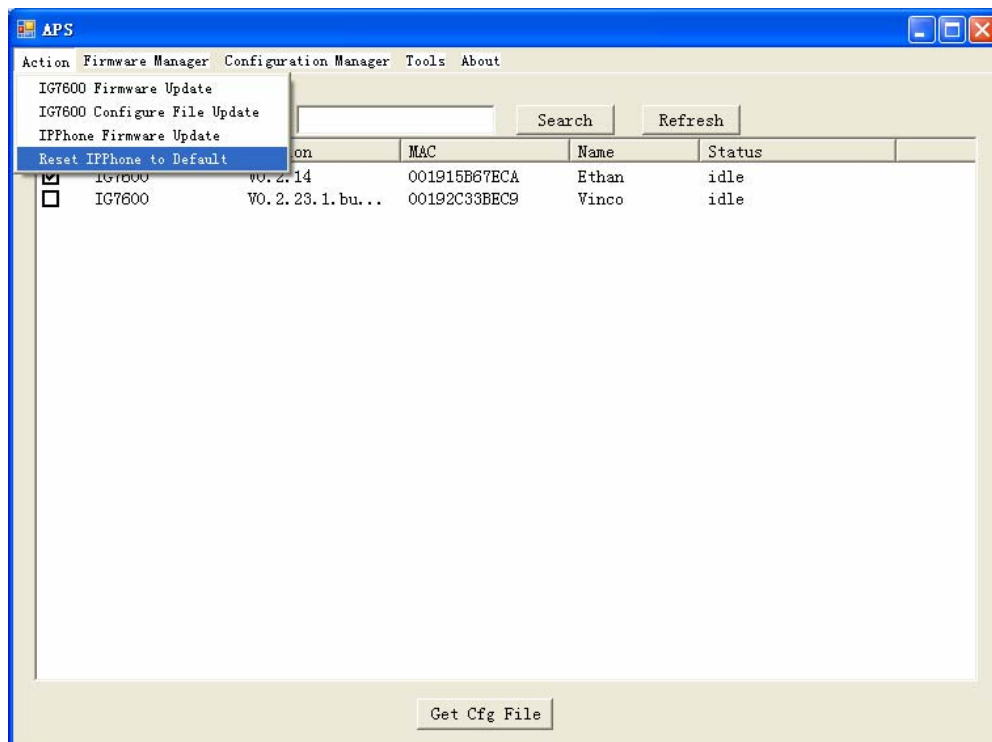 APS
Action Firmware Manager Configuration Manager Tools About
IG7600 Firmware Update
IG7600 Configure File Update
IPPhone Firmware Update
Reset IPPhone to Default
Search Refresh
on MAC Name Status
IG7600 V0.2.14 001915B67ECA Ethan idle
IG7600 V0.2.23.1.bu... 00192C33BEC9 Vinco idle
Get Cfg File